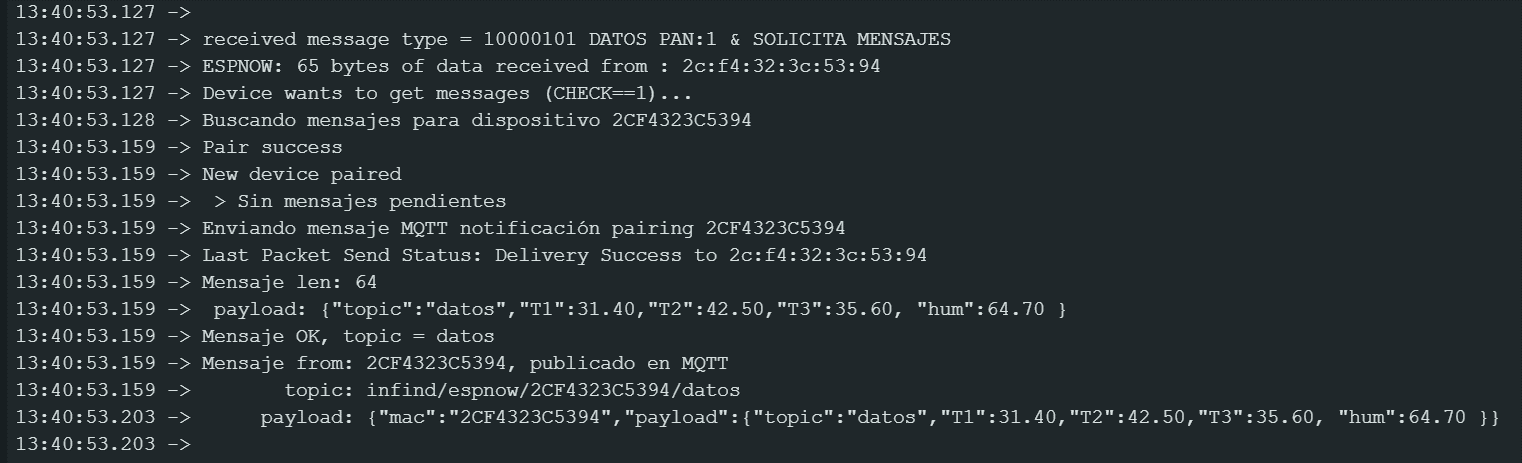 13:40:53.127 ->
13:40:53.127 -> received message type = 10000101 DATOS PAN:1 & SOLICITA MENSAJES
13:40:53.127 -> ESPNOW: 65 bytes of data received from : 2c:f4:32:3c:53:94
13:40:53.127 -> Device wants to get messages (CHECK==1)...
13:40:53.128 -> Buscando mensajes para dispositivo 2CF4323C5394
13:40:53.159 -> Pair success
13:40:53.159 -> New device paired
13:40:53.159 ->  > Sin mensajes pendientes
13:40:53.159 -> Enviando mensaje MQTT notificación pairing 2CF4323C5394
13:40:53.159 -> Last Packet Send Status: Delivery Success to 2c:f4:32:3c:53:94
13:40:53.159 -> Mensaje len: 64
13:40:53.159 ->  payload: {"topic":"datos","T1":31.40,"T2":42.50,"T3":35.60, "hum":64.70 }
13:40:53.159 -> Mensaje OK, topic = datos
13:40:53.159 -> Mensaje from: 2CF4323C5394, publicado en MQTT
13:40:53.159 ->        topic: infind/espnow/2CF4323C5394/datos
13:40:53.203 ->      payload: {"mac":"2CF4323C5394","payload":{"topic":"datos","T1":31.40,"T2":42.50,"T3":35.60, "hum":64.70 }}
13:40:53.203 ->